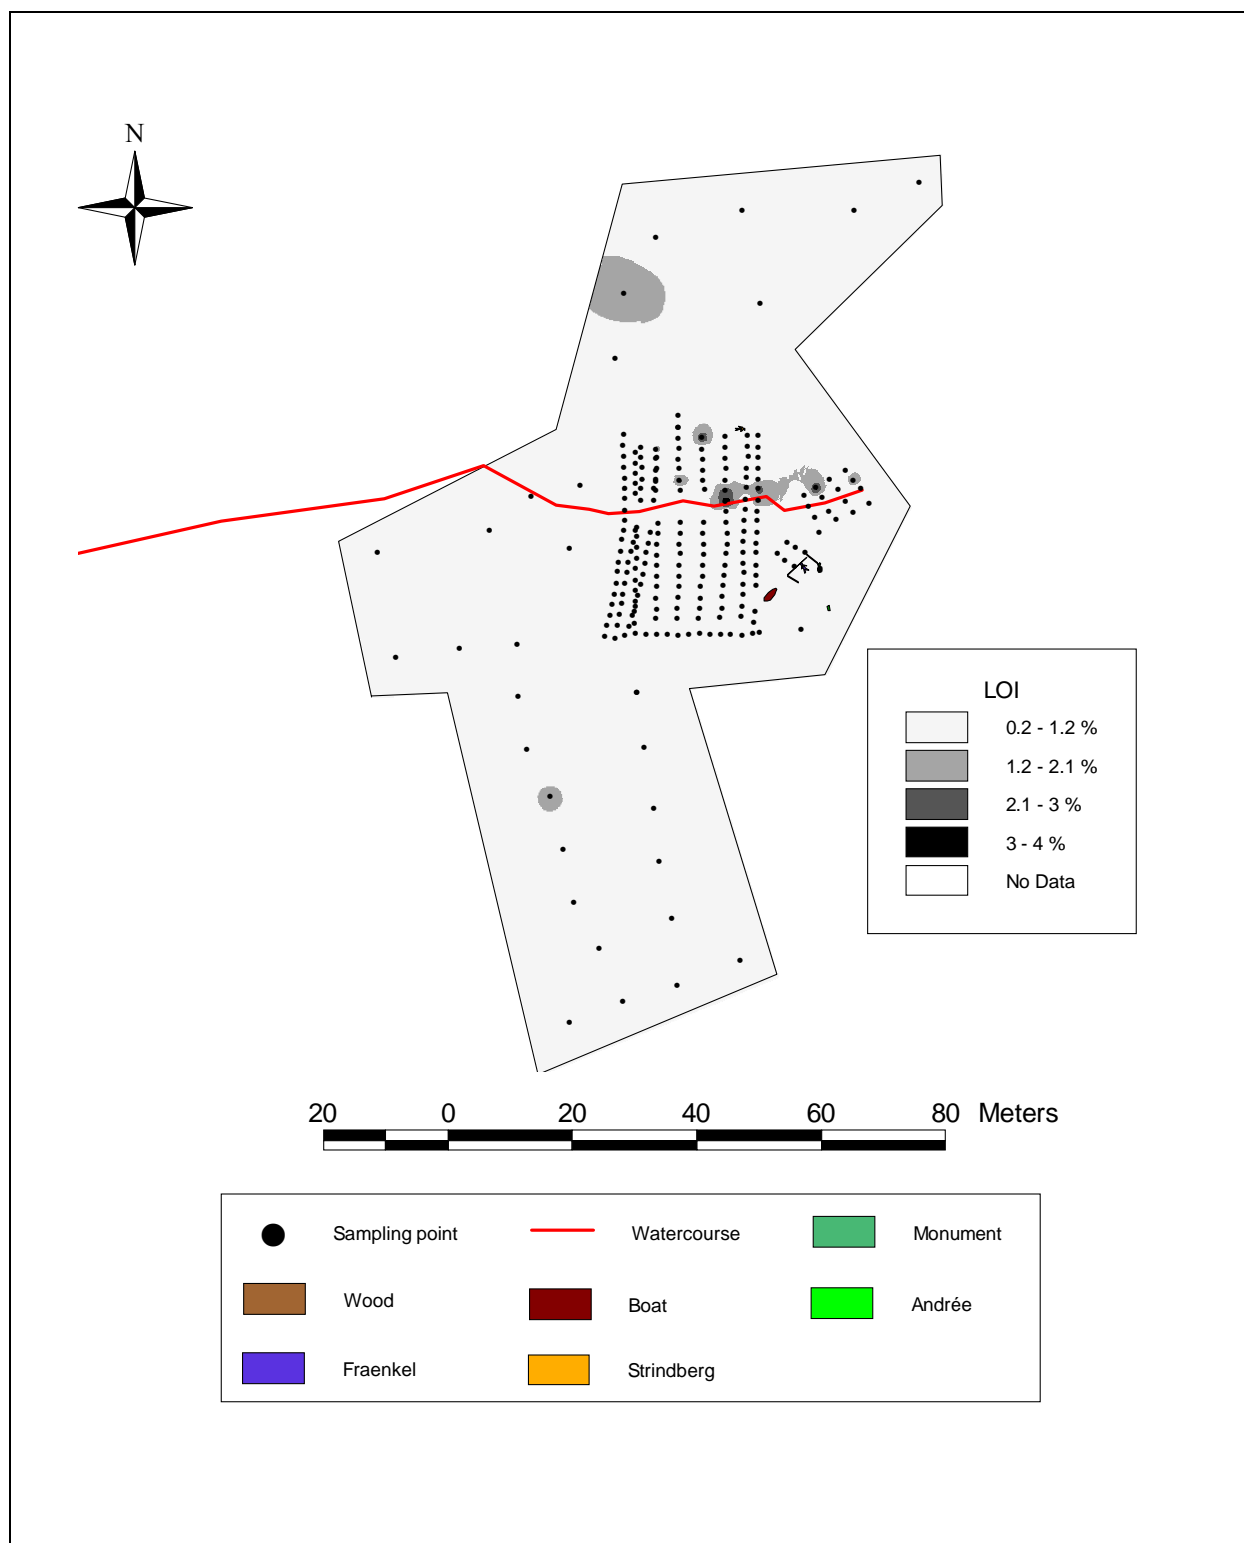 N
LOI
0.2 - 1.2 %
1.2 - 2.1 %
2.1 - 3 %
3 - 4 %
No Data
20 0 20 40 60 80 Meters
Sampling point Watercourse Monument
Wood Boat Andrée
Fraenkel Strindberg